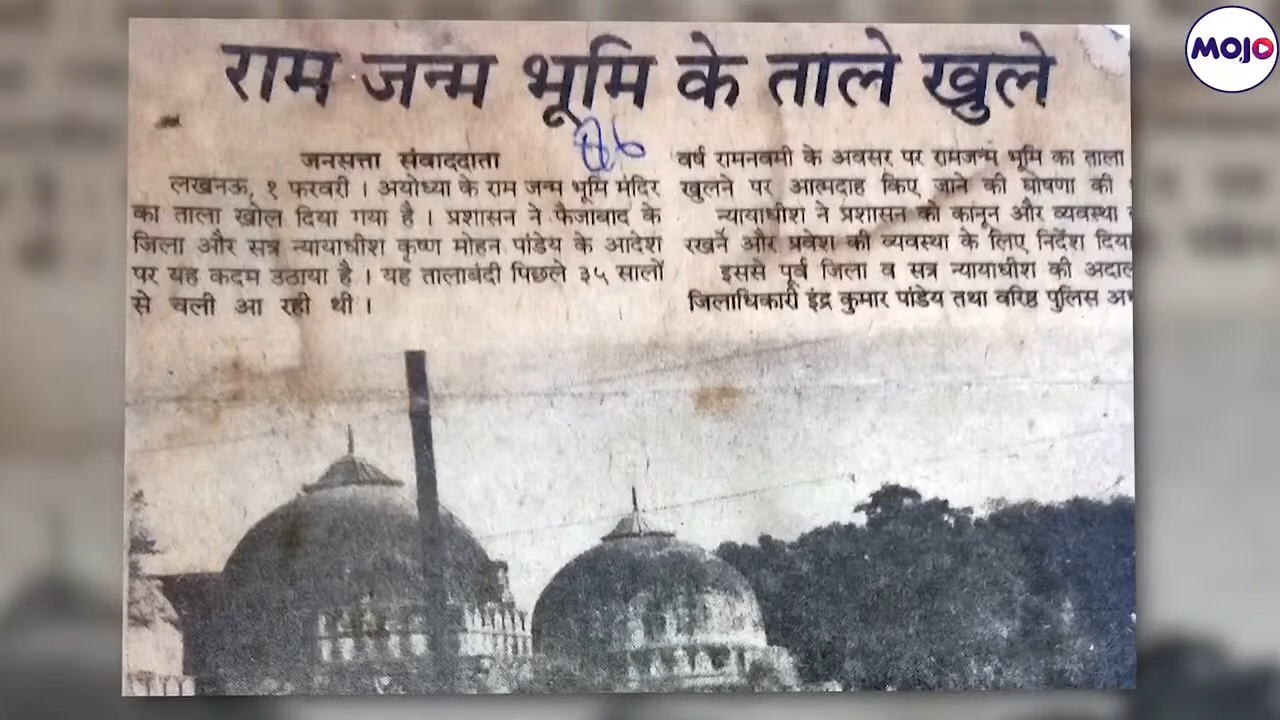 MOJO
राम जन्म भूमि के ताले खुले
86
जनसत्ता संवाददाता
लखनऊ, १ फरवरी । अयोध्या के राम जन्म भूमि मंदिर
का ताला खोल दिया गया है । प्रशासन ने फैजाबाद के
जिला और सत्र न्यायाधीश कृष्ण मोहन पांडेय के आदेश
पर यह कदम उठाया है । यह तालाबंदी पिछले ३५ सालों
से चली आ रही थी ।
वर्ष रामनवमी के अवसर पर रामजन्म भूमि का ताला
खुलने पर आत्मदाह किए जाने की घोषणा की
न्यायाधीश ने प्रशासन को कानून और व्यवस्था
रखने और प्रवेश की व्यवस्था के लिए निर्देश दिया
इससे पूर्व जिला व सत्र न्यायाधीश की
जिलाधिकारी इंद्र कुमार पांडेय तथा वरिष्ठ पुलिस